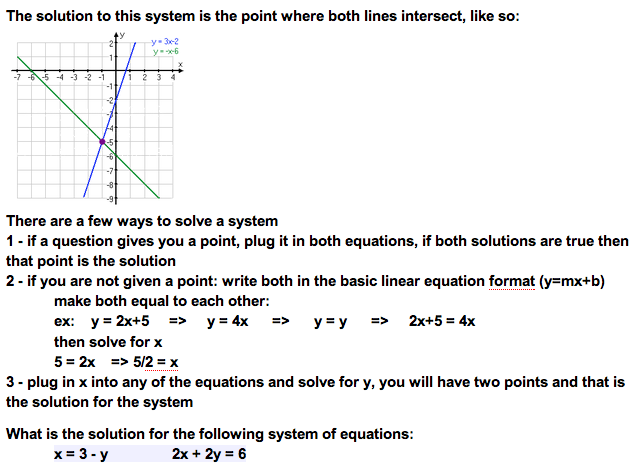 The solution to this system is the point where both lines intersect, like so:
y
2
y = 3x-2
y = -x-6
1
x
-7 -6 -5 -4 -3 -2 -1 1 2 3 4
-1
-2
-3
-4
-5
-6
-7
-8
-9
There are a few ways to solve a system
1 - if a question gives you a point, plug it in both equations, if both solutions are true then
that point is the solution
2 - if you are not given a point: write both in the basic linear equation format (y=mx+b)
make both equal to each other:
ex: y = 2x+5 => y = 4x => y = y => 2x+5 = 4x
then solve for x
5 = 2x => 5/2 = x
3 - plug in x into any of the equations and solve for y, you will have two points and that is
the solution for the system
What is the solution for the following system of equations:
x = 3 - y 2x + 2y = 6